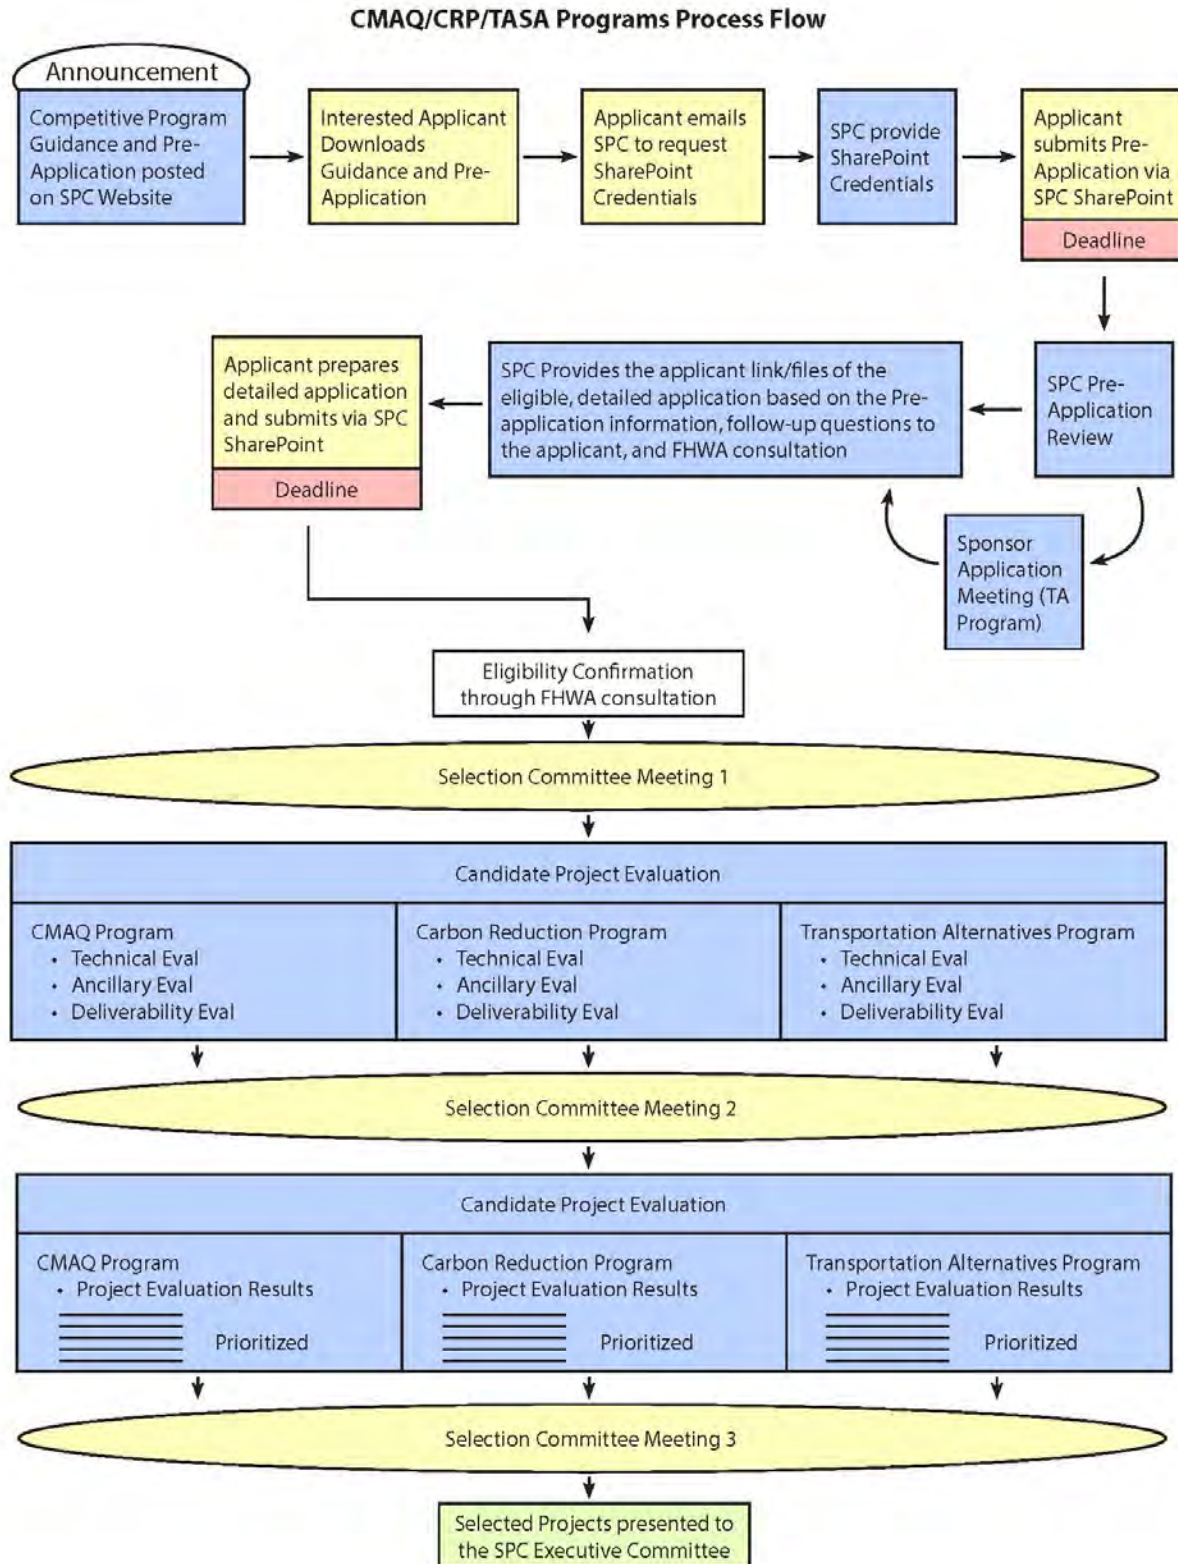 CMAQ/CRP/TASA Programs Process Flow
Announcement
Competitive Program
Guidance and Pre-
Application posted
on SPC Website
Interested Applicant
Downloads
Guidance and Pre-
Application
Applicant emails
SPC to request
SharePoint
Credentials
SPC provide
SharePoint
Credentials
Applicant
submits Pre-
Application via
SPC SharePoint
Deadline
SPC Pre-
Application
Review
Sponsor
Application
Meeting (TA
Program)
SPC Provides the applicant link/files of the
eligible, detailed application based on the Pre-
application information, follow-up questions to
the applicant, and FHWA consultation
Applicant prepares
detailed application
and submits via SPC
SharePoint
Deadline
Eligibility Confirmation
through FHWA consultation
Selection Committee Meeting 1
Candidate Project Evaluation
CMAQ Program
• Technical Eval
• Ancillary Eval
• Deliverability Eval
Carbon Reduction Program
• Technical Eval
• Ancillary Eval
• Deliverability Eval
Transportation Alternatives Program
• Technical Eval
• Ancillary Eval
• Deliverability Eval
Selection Committee Meeting 2
Candidate Project Evaluation
CMAQ Program
• Project Evaluation Results
Prioritized
Carbon Reduction Program
• Project Evaluation Results
Prioritized
Transportation Alternatives Program
• Project Evaluation Results
Prioritized
Selection Committee Meeting 3
Selected Projects presented to
the SPC Executive Committee